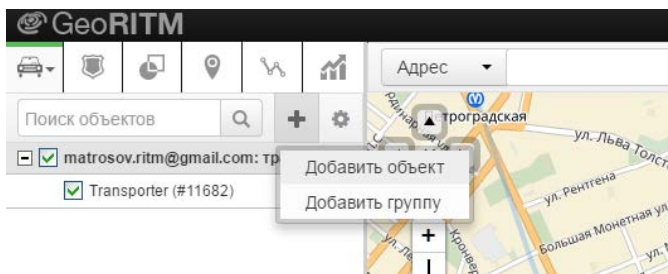 GeoRITM
Адрес
Поиск объектов
matrosov.ritm@gmail.com: тр
Transporter (#11682)
Добавить объект
Добавить группу
троградская
ул. Льва Толст
ул. Рентгена
Большая Монетная ул